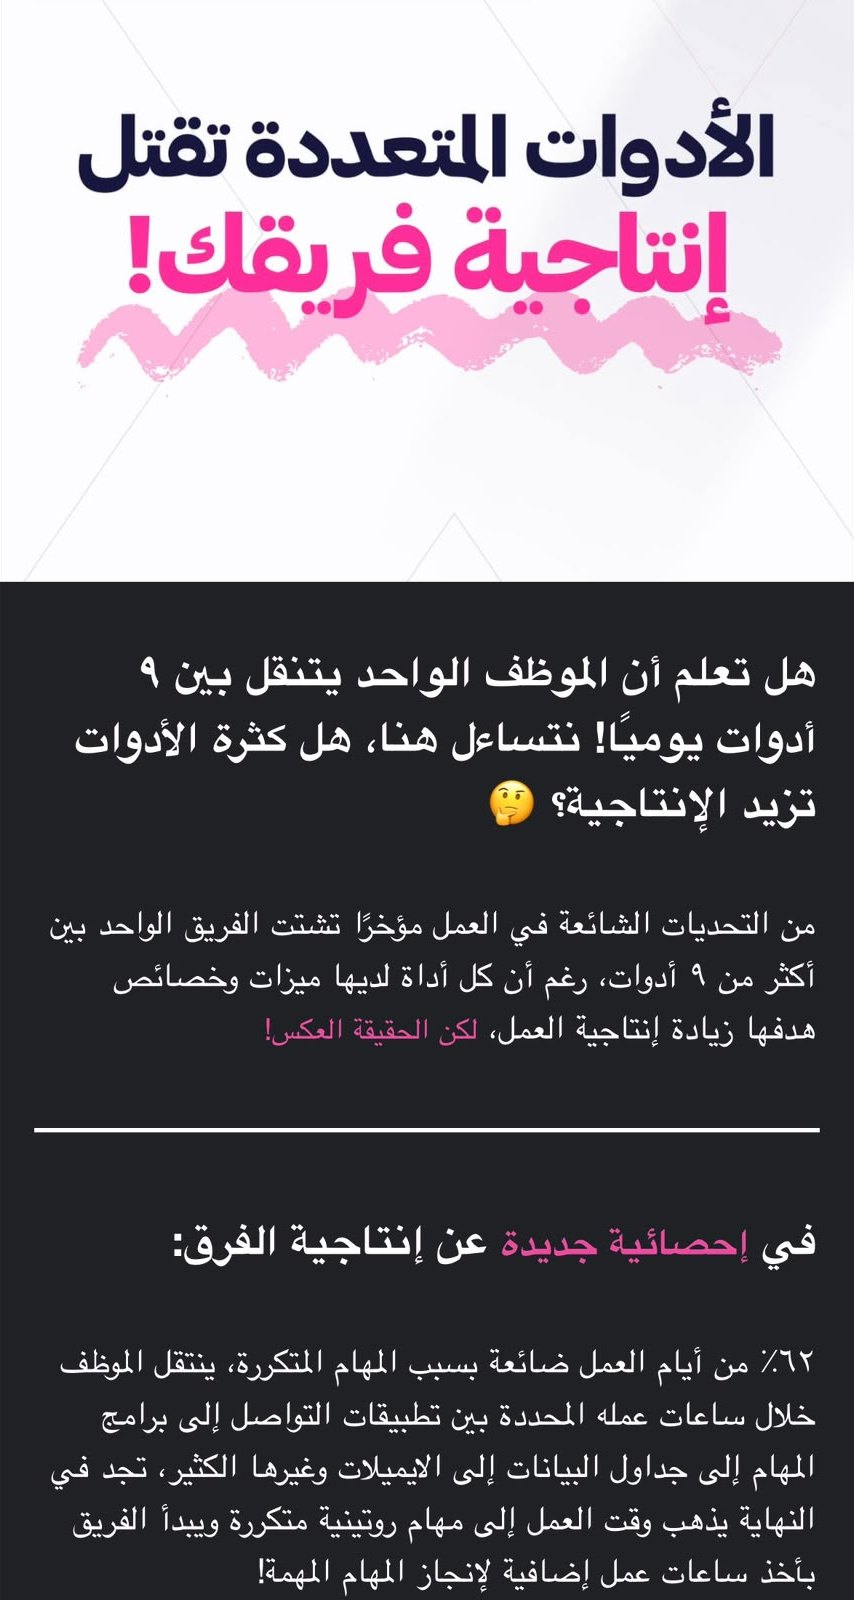 الأدوات المتعددة تقتل
إنتاجية فريقك!
هل تعلم أن الموظف الواحد يتنقل بين ٩
أدوات يوميًا! نتساءل هنا، هل كثرة الأدوات
تزيد الإنتاجية؟ 🤔
من التحديات الشائعة في العمل مؤخرًا تشتت الفريق الواحد بين
أكثر من ٩ أدوات، رغم أن كل أداة لديها ميزات وخصائص
هدفها زيادة إنتاجية العمل، لكن الحقيقة العكس!
في إحصائية جديدة عن إنتاجية الفرق:
٦٢٪ من أيام العمل ضائعة بسبب المهام المتكررة، ينتقل الموظف
خلال ساعات عمله المحددة بين تطبيقات التواصل إلى برامج
المهام إلى جداول البيانات إلى الايميلات وغيرها الكثير، تجد في
النهاية يذهب وقت العمل إلى مهام روتينية متكررة ويبدأ الفريق
بأخذ ساعات عمل إضافية لإنجاز المهام المهمة!